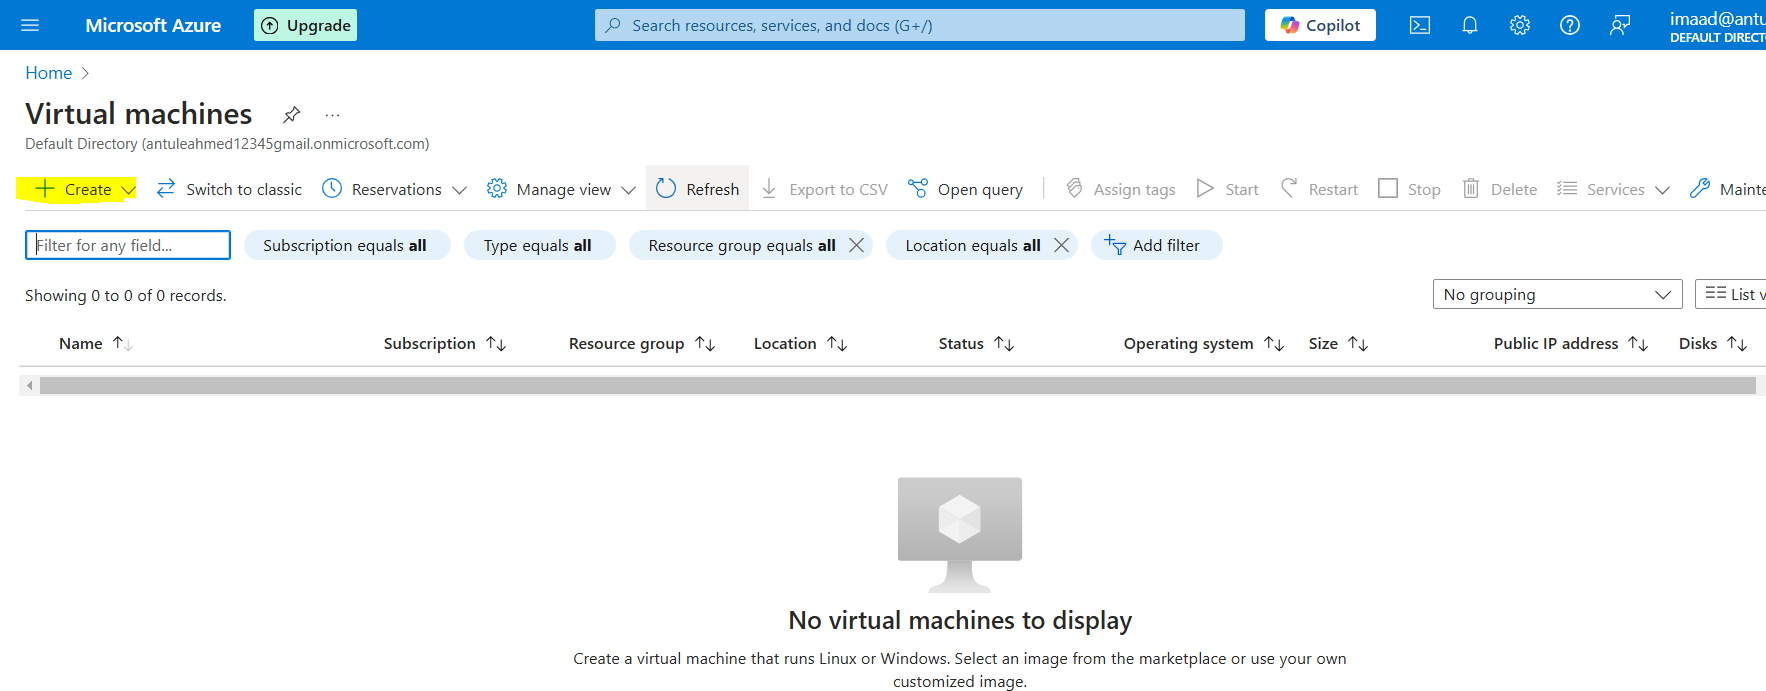 Microsoft Azure Upgrade Search resources, services, and docs (G+/) Copilot imaad@antu
DEFAULT DIRECT
Home
Virtual machines ...
Default Directory (antuleahmed12345gmail.onmicrosoft.com)
Create Switch to classic Reservations Manage view Refresh Export to CSV Open query Assign tags Start Restart Stop Delete Services Mainte
Filter for any field... Subscription equals all Type equals all Resource group equals all Location equals all Add filter
Showing 0 to 0 of 0 records. No grouping List v
Name Subscription Resource group Location Status Operating system Size Public IP address Disks
No virtual machines to display
Create a virtual machine that runs Linux or Windows. Select an image from the marketplace or use your own
customized image.